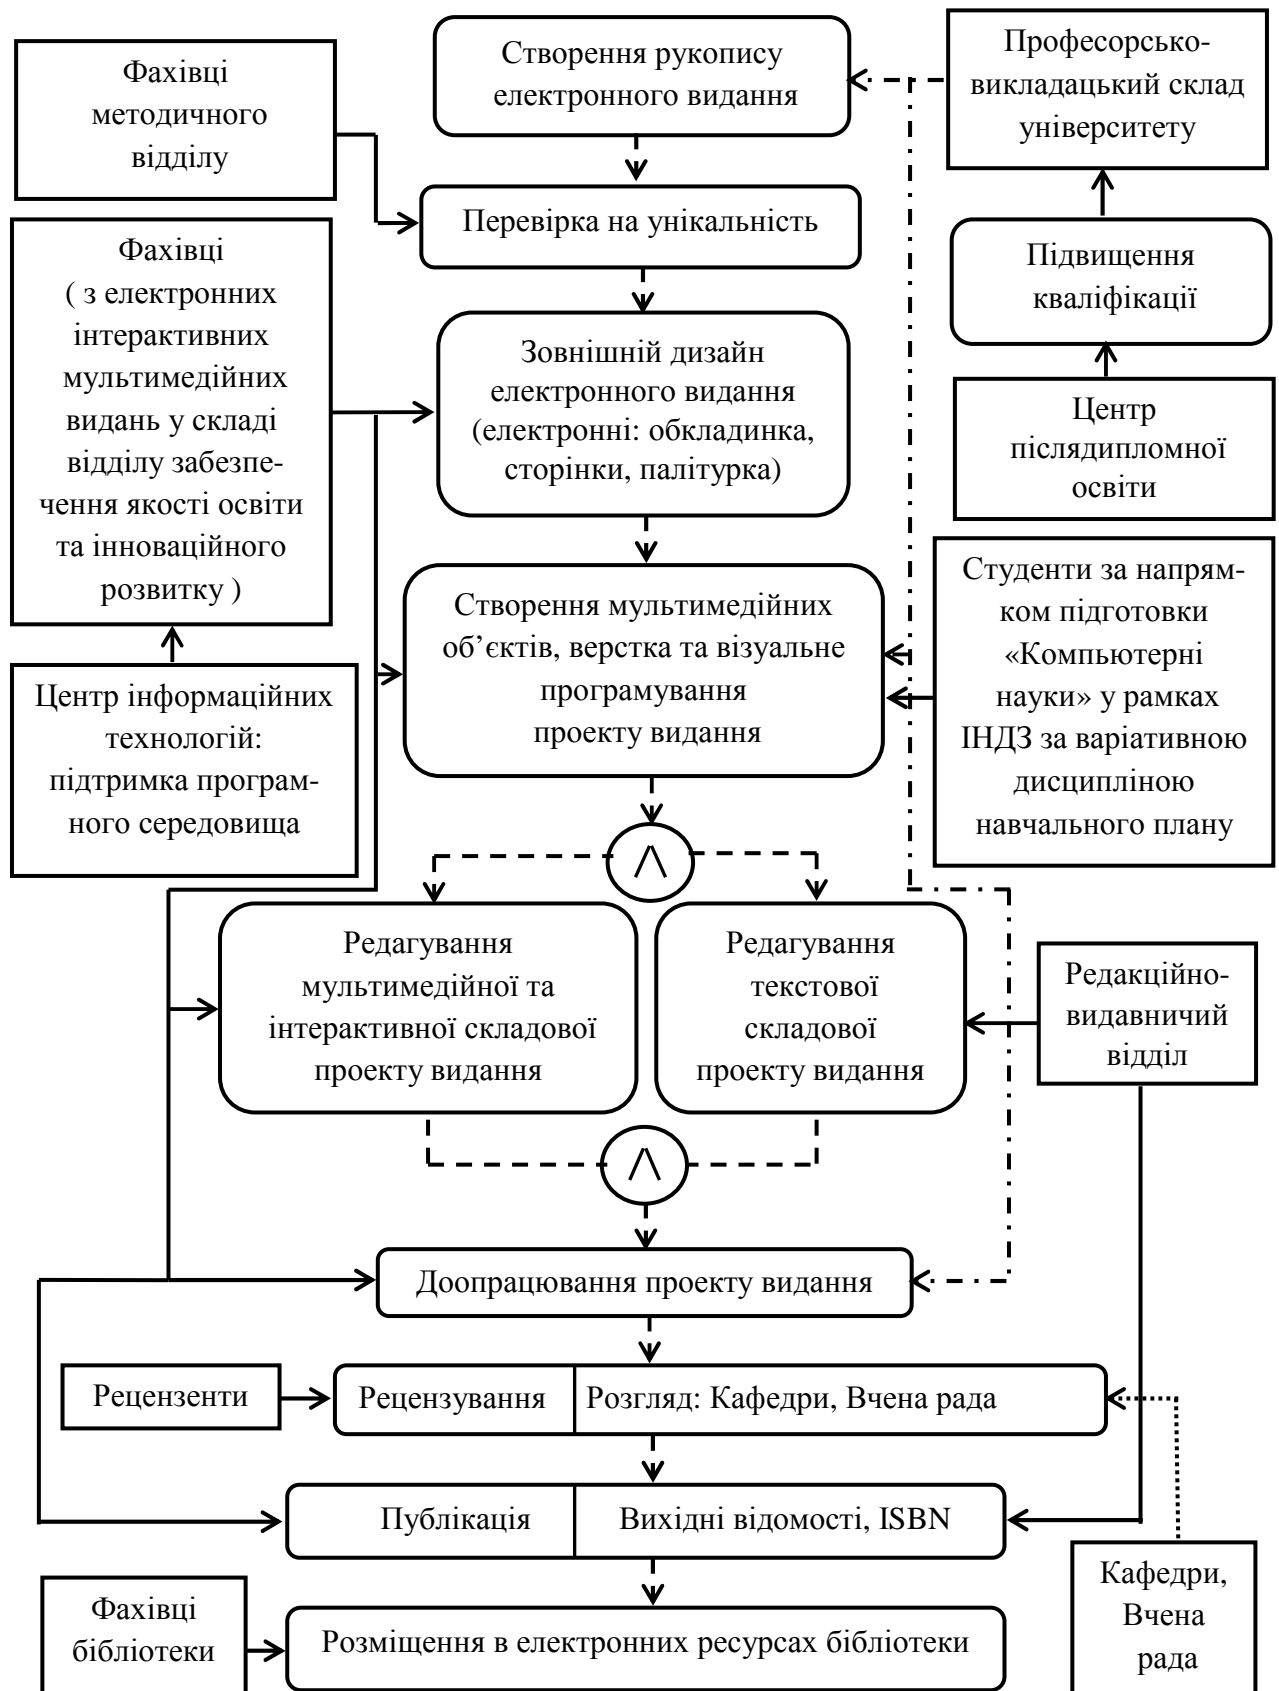 Створення рукопису
електронного видання
Професорсько-
викладацький склад
університету
Фахівці
методичного
відділу
Перевірка на унікальність
Підвищення
кваліфікації
Фахівці
( з електронних
інтерактивних
мультимедійних
видань у складі
відділу забезпе-
чення якості освіти
та інноваційного
розвитку )
Зовнішній дизайн
електронного видання
(електронні: обкладинка,
сторінки, палітурка)
Центр
післядипломної
освіти
Створення мультимедійних
об’єктів, верстка та візуальне
програмування
проекту видання
Студенти за напрям-
ком підготовки
«Компьютерні
науки» у рамках
ІНДЗ за варіативною
дисципліною
навчального плану
Центр інформаційних
технологій:
підтримка програм-
ного середовища
⋀
Редагування
мультимедійної та
інтерактивної складової
проекту видання
Редагування
текстової
складової
проекту видання
Редакційно-
видавничий
відділ
⋀
Доопрацювання проекту видання
Рецензенти
Рецензування
Розгляд: Кафедри, Вчена рада
Публікація
Вихідні відомості, ISBN
Кафедри,
Вчена
рада
Фахівці
бібліотеки
Розміщення в електронних ресурсах бібліотеки